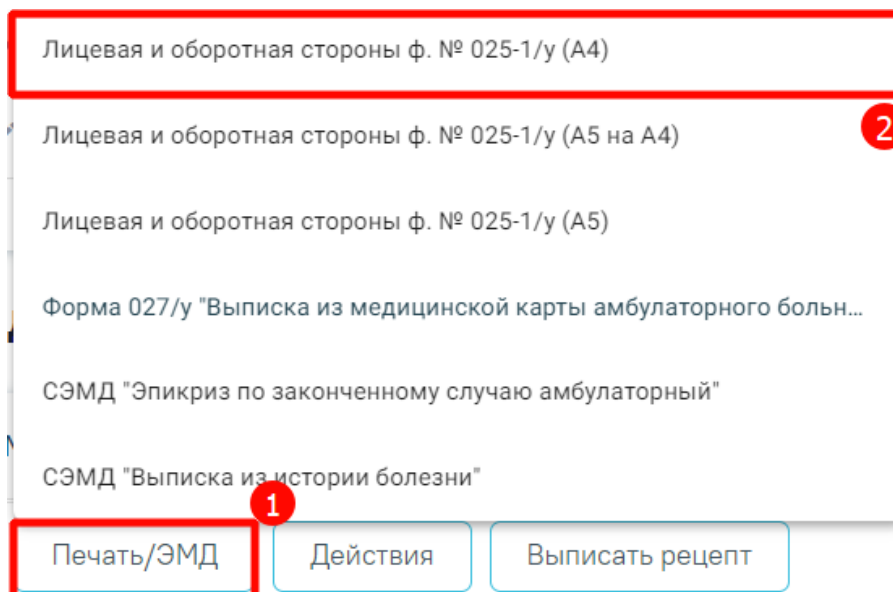 Лицевая и оборотная стороны ф. № 025-1/у (А4)
2
Лицевая и оборотная стороны ф. № 025-1/у (А5 на А4)
Лицевая и оборотная стороны ф. № 025-1/у (А5)
Форма 027/у "Выписка из медицинской карты амбулаторного больн...
СЭМД "Эпикриз по законченному случаю амбулаторный"
СЭМД "Выписка из истории болезни"
1
Печать/ЭМД Действия Выписать рецепт